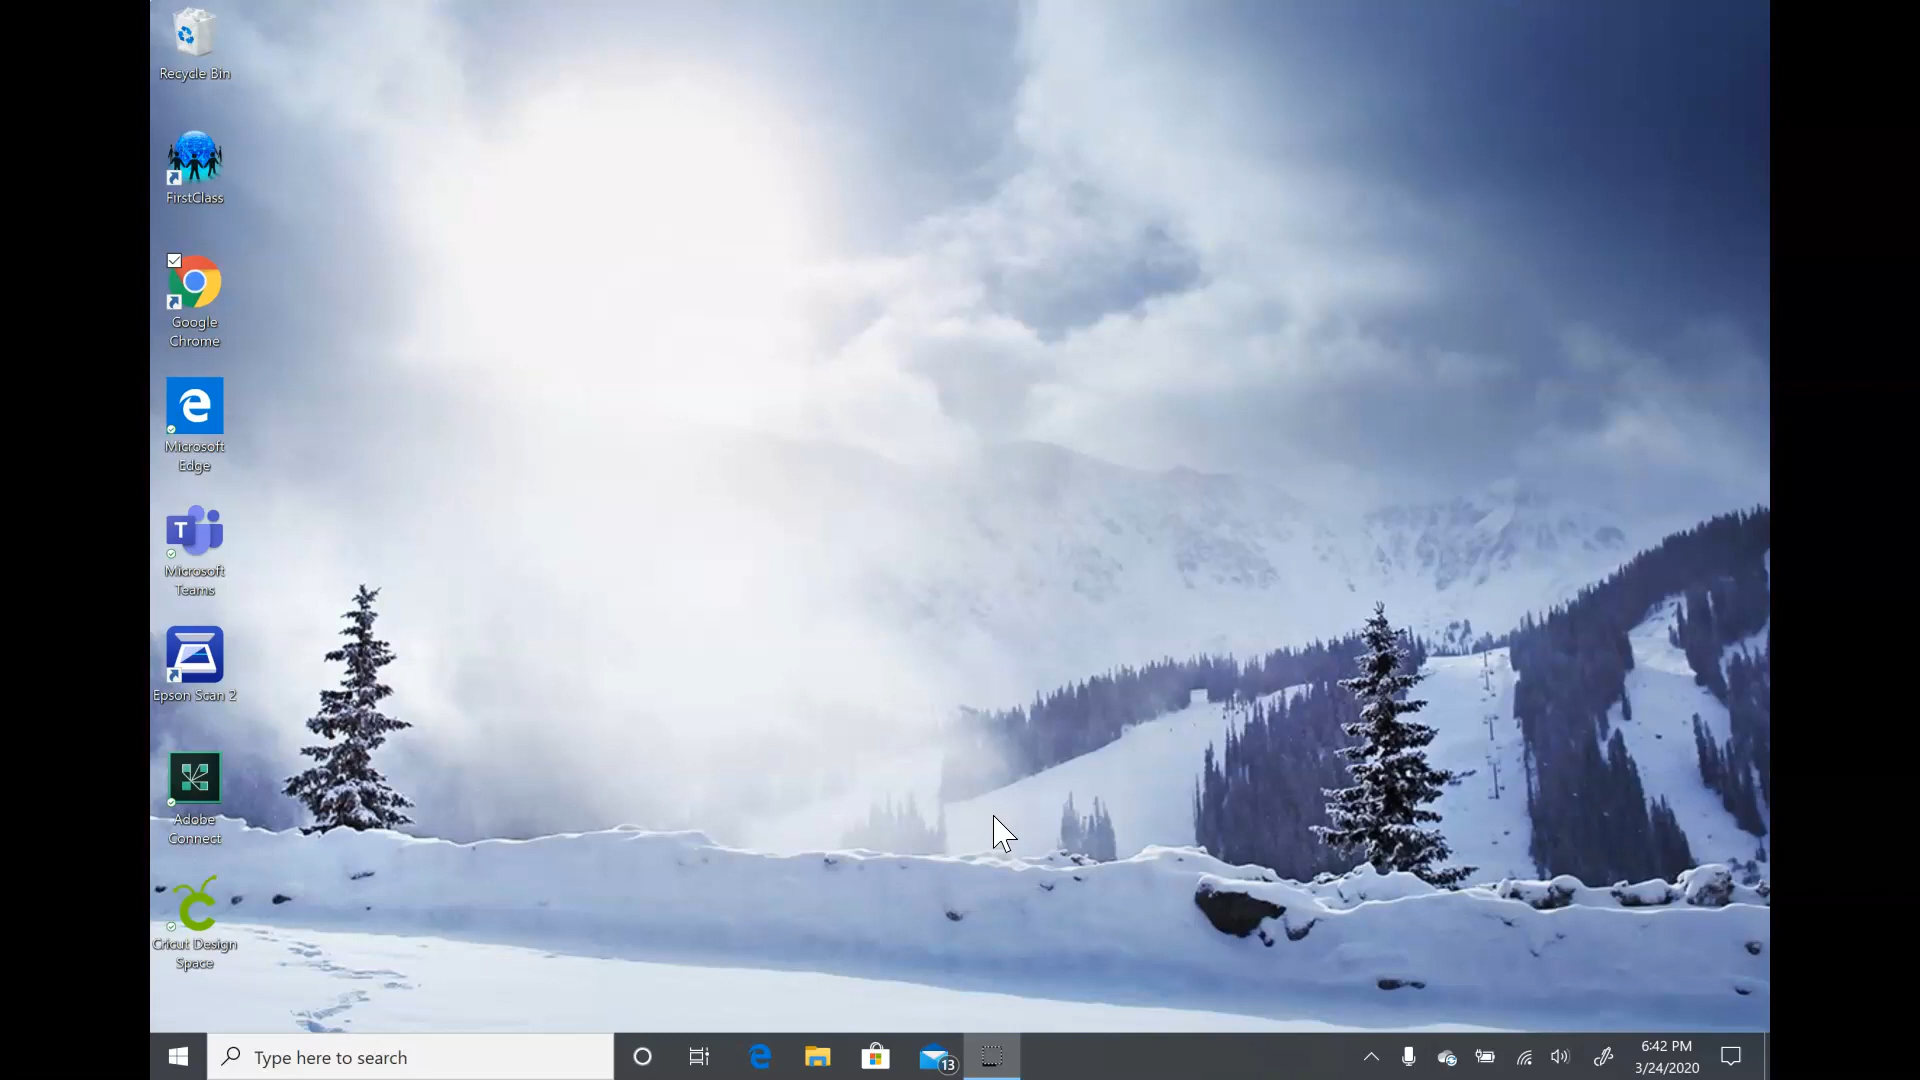 Recycle Bin
FirstClass
Google
Chrome
Microsoft
Edge
T
Microsoft
Teams
Epson Scan 2
Adobe
Connect
Cricut Design
Space
Type here to search
13
6:42 PM
3/24/2020